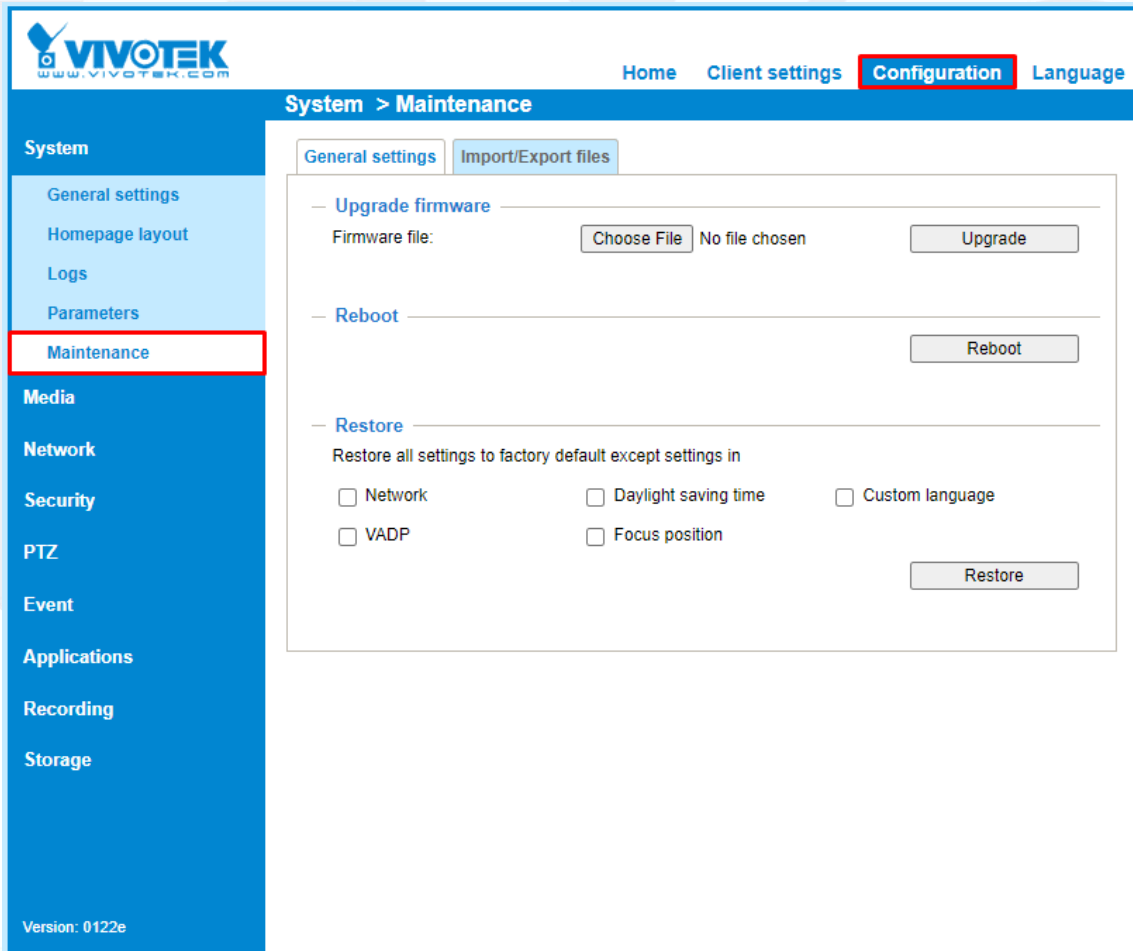 VIVOTEK
www.vivotek.com
Home Client settings Configuration Language
System > Maintenance
System
General settings
Homepage layout
Logs
Parameters
Maintenance
Media
Network
Security
PTZ
Event
Applications
Recording
Storage
Version: 0122e
General settings Import/Export files
Upgrade firmware
Firmware file: Choose File No file chosen Upgrade
Reboot
Reboot
Restore
Restore all settings to factory default except settings in
Network Daylight saving time Custom language
VADP Focus position
Restore